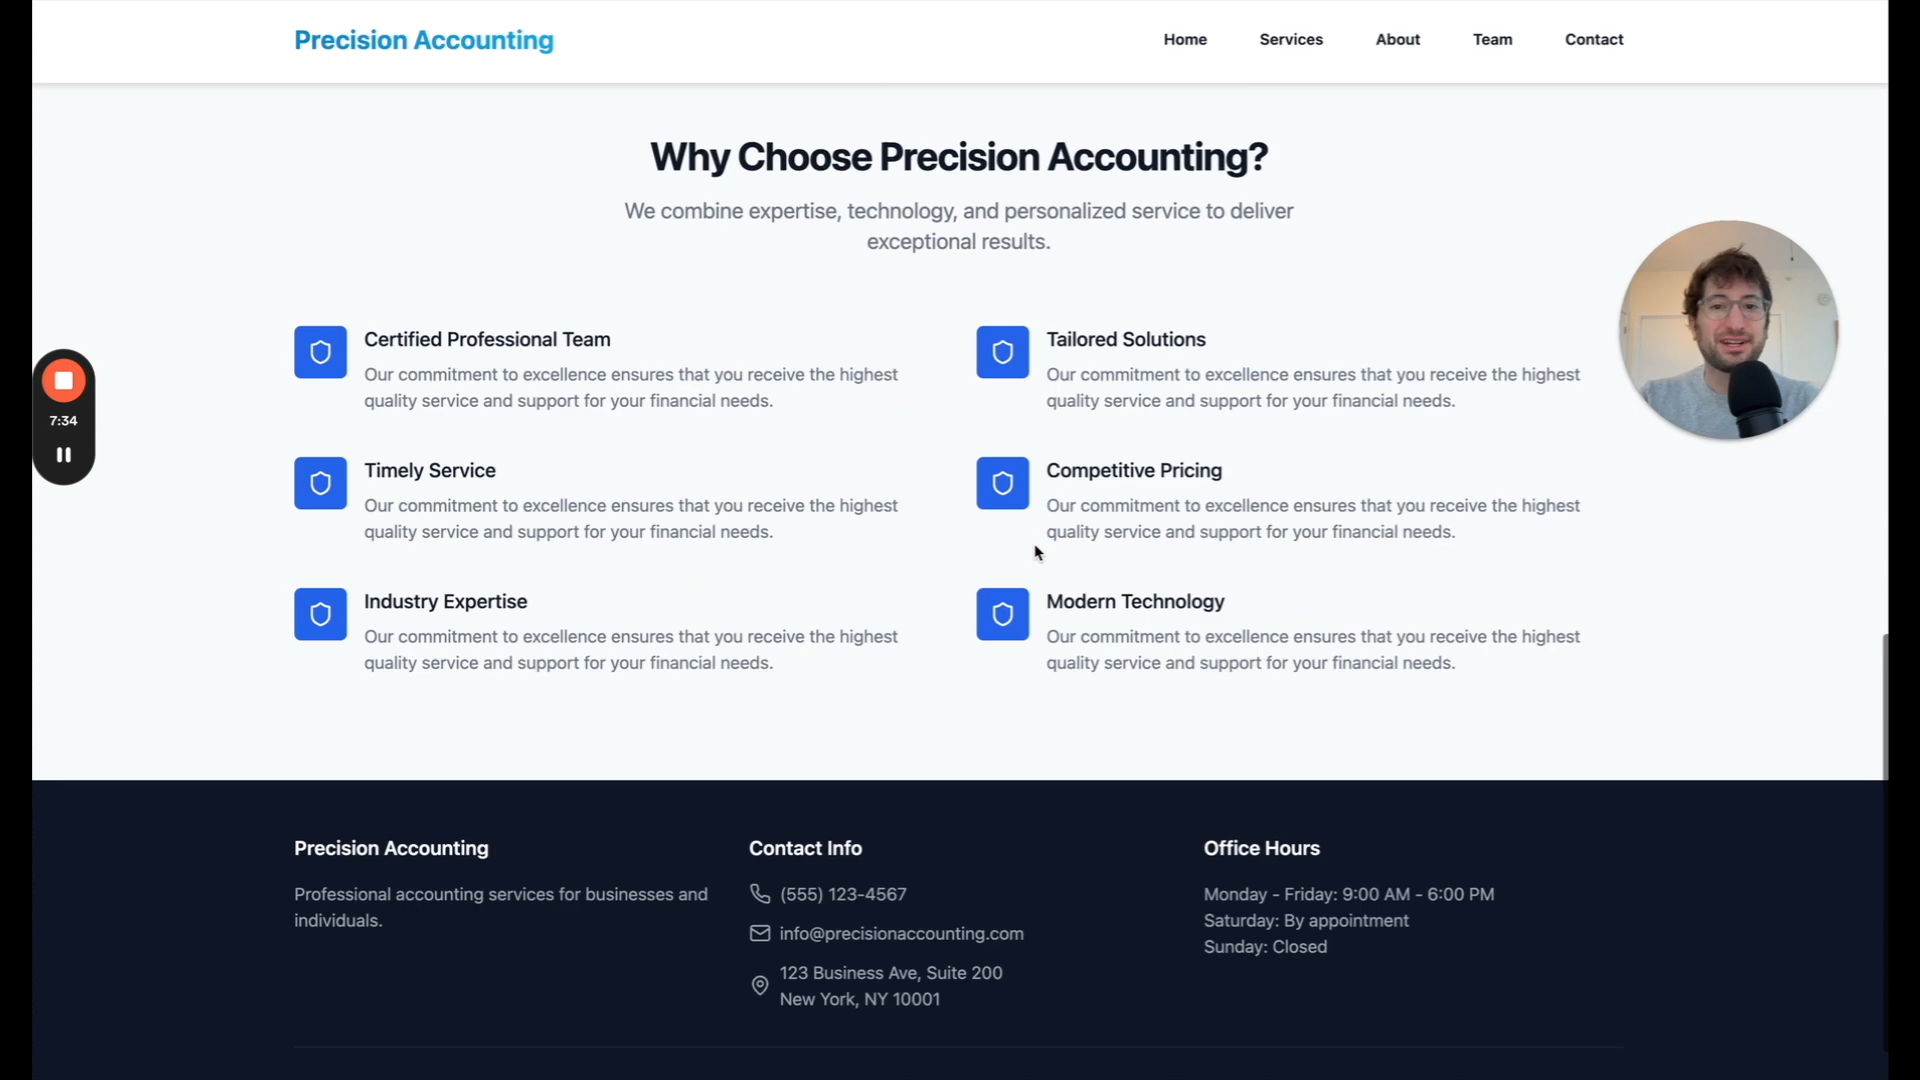 Precision Accounting
Home
Services
About
Team
Contact
Why Choose Precision Accounting?
We combine expertise, technology, and personalized service to deliver
exceptional results.
Certified Professional Team
Our commitment to excellence ensures that you receive the highest
quality service and support for your financial needs.
Tailored Solutions
Our commitment to excellence ensures that you receive the highest
quality service and support for your financial needs.
7:34
Timely Service
Our commitment to excellence ensures that you receive the highest
quality service and support for your financial needs.
Competitive Pricing
Our commitment to excellence ensures that you receive the highest
quality service and support for your financial needs.
Industry Expertise
Our commitment to excellence ensures that you receive the highest
quality service and support for your financial needs.
Modern Technology
Our commitment to excellence ensures that you receive the highest
quality service and support for your financial needs.
Precision Accounting
Professional accounting services for businesses and
individuals.
Contact Info
(555) 123-4567
info@precisionaccounting.com
123 Business Ave, Suite 200
New York, NY 10001
Office Hours
Monday - Friday: 9:00 AM - 6:00 PM
Saturday: By appointment
Sunday: Closed